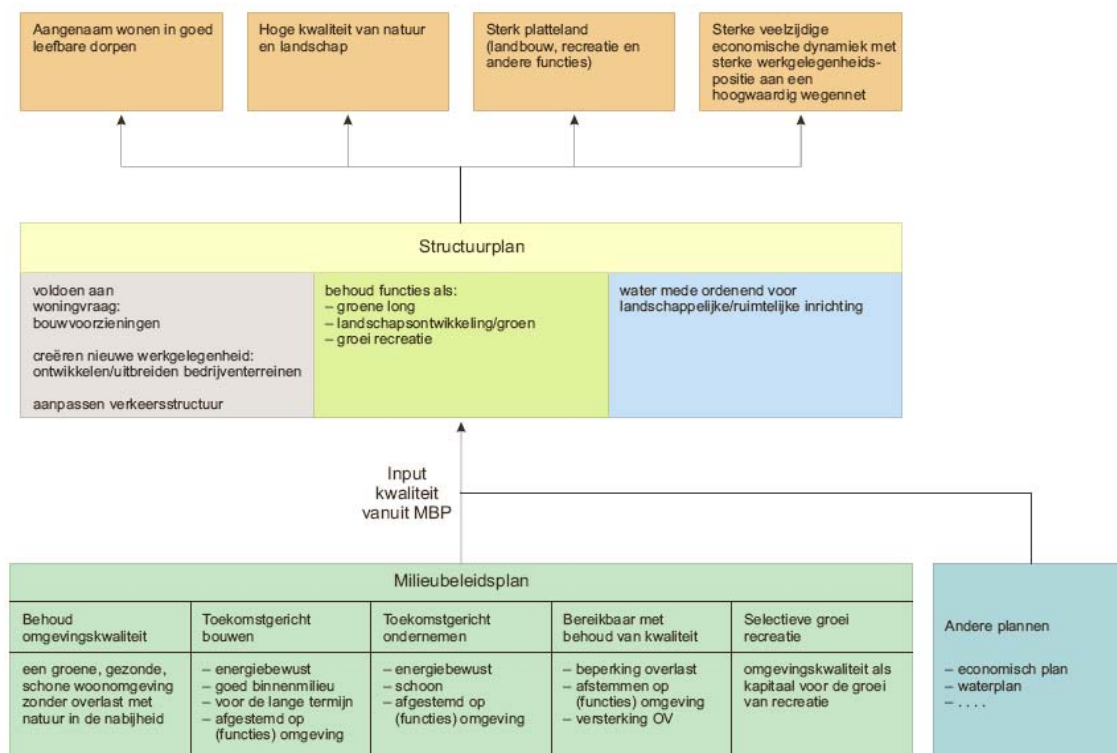 Aangenaam wonen in goed
leefbare dorpen
Hoge kwaliteit van natuur
en landschap
Sterk platteland
(landbouw, recreatie en
andere functies)
Sterke veelzijdige
economische dynamiek met
sterke werkgelegenheids-
positie aan een
hoogwaardig wegennet
Structuurplan
voldoen aan
woningvraag:
bouwvoorzieningen
creëren nieuwe werkgelegenheid:
ontwikkelen/uitbreiden bedrijventerreinen
aanpassen verkeersstructuur
behoud functies als:
– groene long
– landschapsontwikkeling/groen
– groei recreatie
water mede ordenend voor
landschappelijke/ruimtelijke inrichting
Input
kwaliteit
vanuit MBP
Milieubeleidsplan
Behoud
omgevingskwaliteit
een groene, gezonde,
schone woonomgeving
zonder overlast met
natuur in de nabijheid
Toekomstgericht
bouwen
– energiebewust
– goed binnenmilieu
– voor de lange termijn
– afgestemd op
(functies) omgeving
Toekomstgericht
ondernemen
– energiebewust
– schoon
– afgestemd op
(functies) omgeving
Bereikbaar met
behoud van kwaliteit
– beperking overlast
– afstemmen op
(functies) omgeving
– versterking OV
Selectieve groei
recreatie
omgevingskwaliteit als
kapitaal voor de groei
van recreatie
Andere plannen
– economisch plan
– waterplan
– . . . .